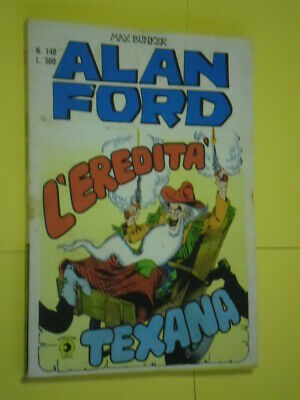 MAX BUNKER
N. 140
L. 500
ALAN
FORD
L'EREDITA'
TEXANA